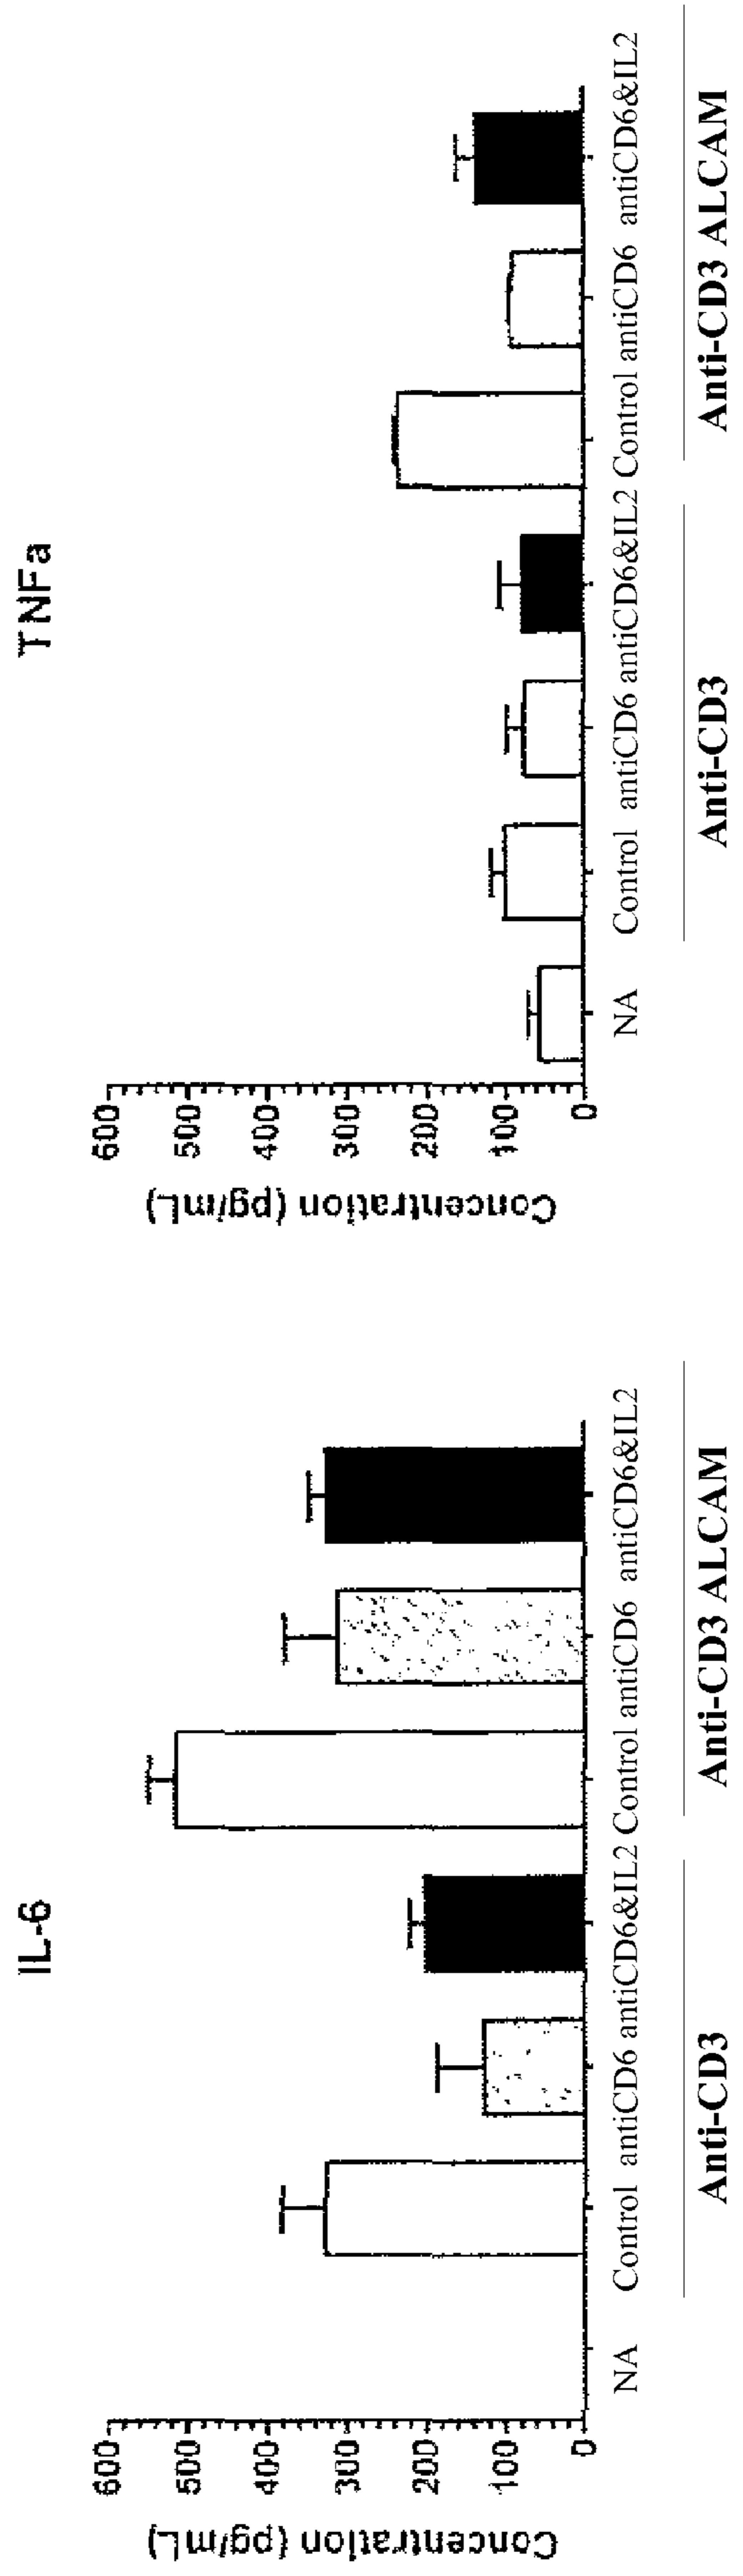 IL-6
Concentration (pg/mL)
600
500
400
300
200
100
0
NA
Control antiCD6 antiCD6&IL2 Control antiCD6 antiCD6&IL2
Anti-CD3
Anti-CD3 ALCAM
TNFa
Concentration (pg/mL)
600
500
400
300
200
100
0
NA
Control antiCD6 antiCD6&IL2 Control antiCD6 antiCD6&IL2
Anti-CD3
Anti-CD3 ALCAM